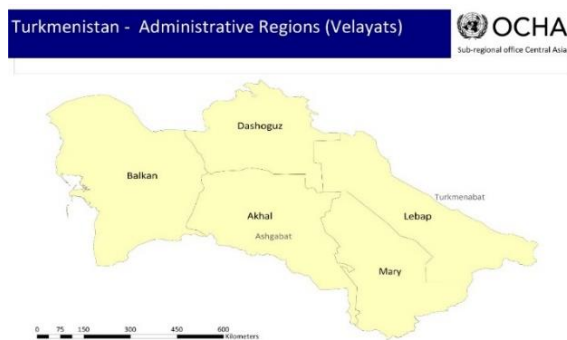 Turkmenistan - Administrative Regions (Velayats)
OCHA
Sub-regional office Central Asia
Dashoguz
Balkan
Turkmenabat
Akhal
Lebap
Ashgabat
Mary
0 75 150 300 450 600
Kilometers